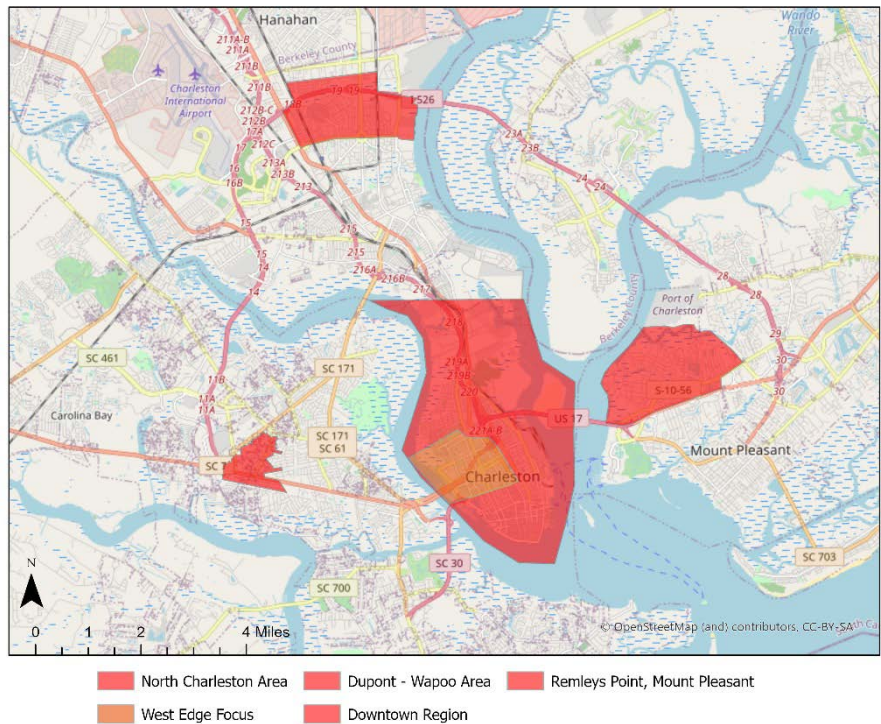 Hanahan
Wando
River
211A-B
211A
Berkeley County
211B
Charleston
International
Airport
211B
19 19
I-526
18B
212B-C
212B
17A
17
212C
23A
23B
213A
213B
16
16B
213
24
24
15
215
215
14
14
216A
216B
217
28
28
Berkeley County
Port of
Charleston
218
29
SC 461
SC 171
219A
219B
30
30
11B
11A
11A
220
S-10-56
Carolina Bay
US 17
SC 171
SC 61
221A-B
Mount Pleasant
SC 7
Charleston
SC 703
SC 30
SC 700
N
0 1 2 4 Miles
© OpenStreetMap (and) contributors, CC-BY-SA
North Charleston Area
Dupont - Wapoo Area
Remleys Point, Mount Pleasant
West Edge Focus
Downtown Region